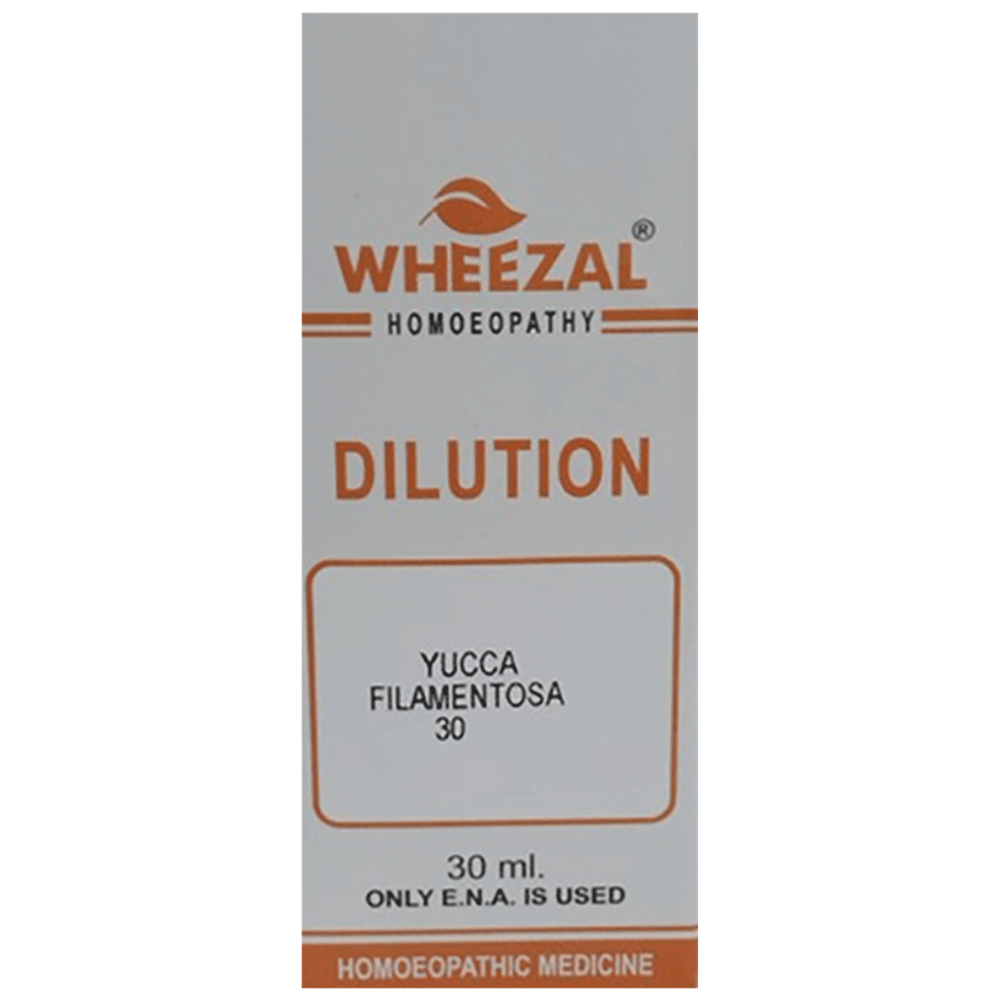 WHEEZAL®
HOMOEOPATHY
DILUTION
YUCCA
FILAMENTOSA
30
30 ml.
ONLY E.N.A. IS USED
HOMOEOPATHIC MEDICINE